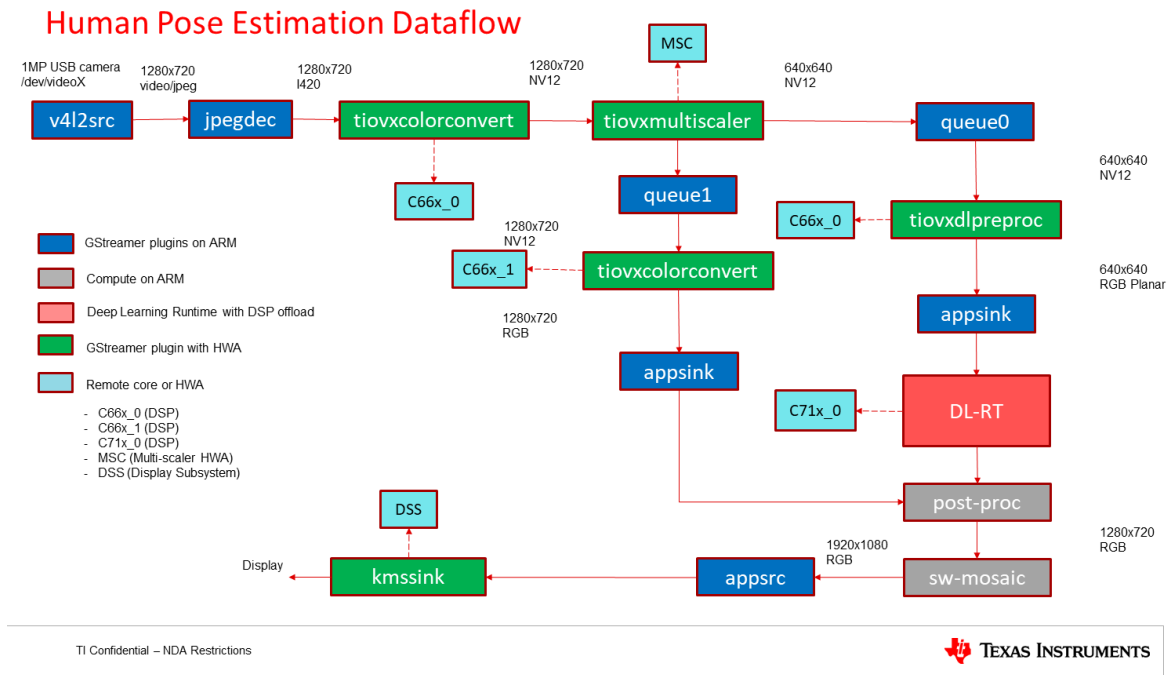 Human Pose Estimation Dataflow
1MP USB camera
/dev/videoX
1280x720
video/jpeg
1280x720
I420
1280x720
NV12
MSC
640x640
NV12
v4l2src
jpegdec
tiovxcolorconvert
tiovxmultiscaler
queue0
640x640
NV12
C66x_0
queue1
C66x_0
tiovxdlpreproc
1280x720
NV12
C66x_1
tiovxcolorconvert
640x640
RGB Planar
1280x720
RGB
appsink
appsink
C71x_0
DL-RT
GStreamer plugins on ARM
Compute on ARM
Deep Learning Runtime with DSP offload
GStreamer plugin with HWA
Remote core or HWA
- C66x_0 (DSP)
- C66x_1 (DSP)
- C71x_0 (DSP)
- MSC (Multi-scaler HWA)
- DSS (Display Subsystem)
post-proc
DSS
1280x720
RGB
1920x1080
RGB
Display
kmssink
appsrc
sw-mosaic
TI Confidential – NDA Restrictions
TEXAS INSTRUMENTS